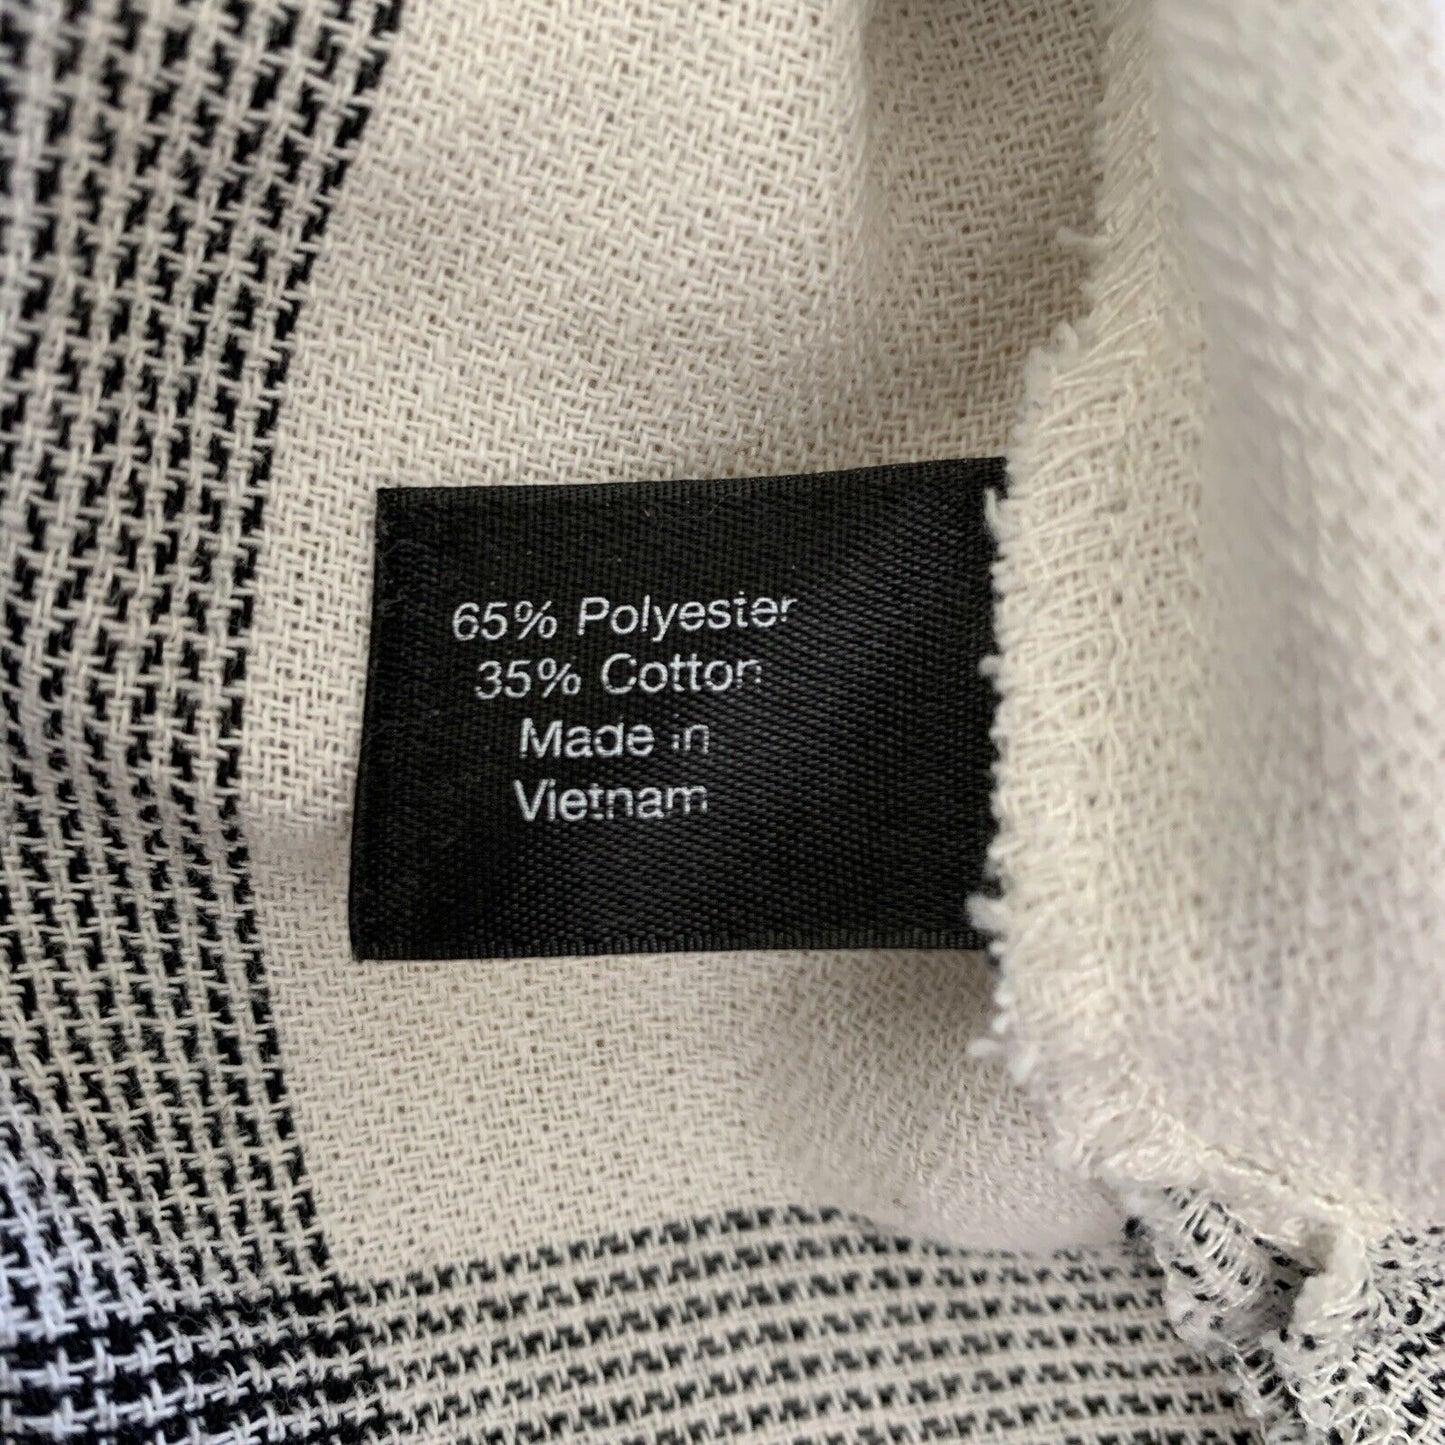 65% Polyester
35% Cotton
Made in
Vietnam